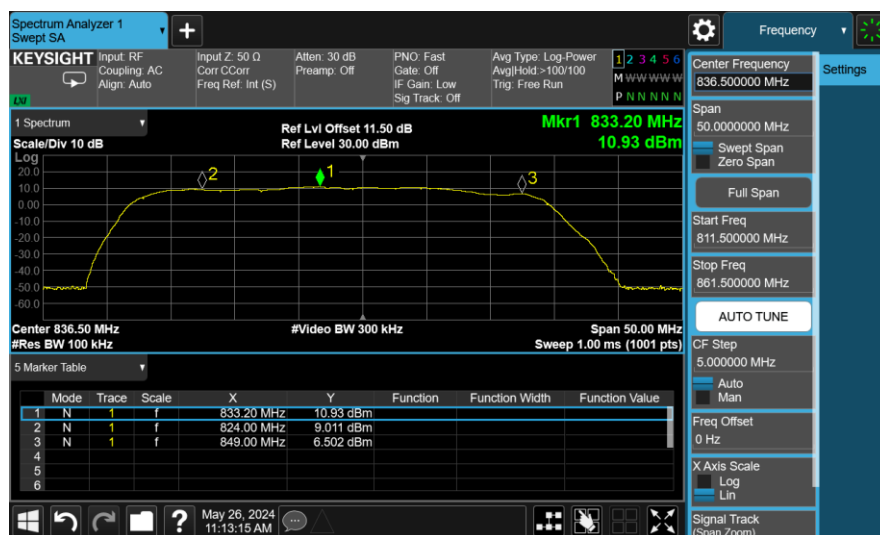 Spectrum Analyzer 1
Swept SA
+
Frequency
KEYSIGHT
Input: RF
Coupling: AC
Align: Auto
Input Z: 50 Ω
Corr CCorr
Freq Ref: Int (S)
Atten: 30 dB
Preamp: Off
PNO: Fast
Gate: Off
IF Gain: Low
Sig Track: Off
Avg Type: Log-Power
Avg|Hold:>100/100
Trig: Free Run
1 2 3 4 5 6
M W W W W W
P N N N N N
LXI
1 Spectrum
Scale/Div 10 dB
Ref Lvl Offset 11.50 dB
Ref Level 30.00 dBm
Mkr1 833.20 MHz
10.93 dBm
Log
20.0
10.0
0.00
-10.0
-20.0
-30.0
-40.0
-50.0
-60.0
2
1
3
Center 836.50 MHz
#Res BW 100 kHz
#Video BW 300 kHz
Span 50.00 MHz
Sweep 1.00 ms (1001 pts)
5 Marker Table
Mode Trace Scale X Y Function Function Width Function Value
1 N 1 f 833.20 MHz 10.93 dBm
2 N 1 f 824.00 MHz 9.011 dBm
3 N 1 f 849.00 MHz 6.502 dBm
4
5
6
?
May 26, 2024
11:13:15 AM
Center Frequency
836.500000 MHz
Settings
Span
50.0000000 MHz
Swept Span
Zero Span
Full Span
Start Freq
811.500000 MHz
Stop Freq
861.500000 MHz
AUTO TUNE
CF Step
5.000000 MHz
Auto
Man
Freq Offset
0 Hz
X Axis Scale
Log
Lin
Signal Track
(Span Zoom)